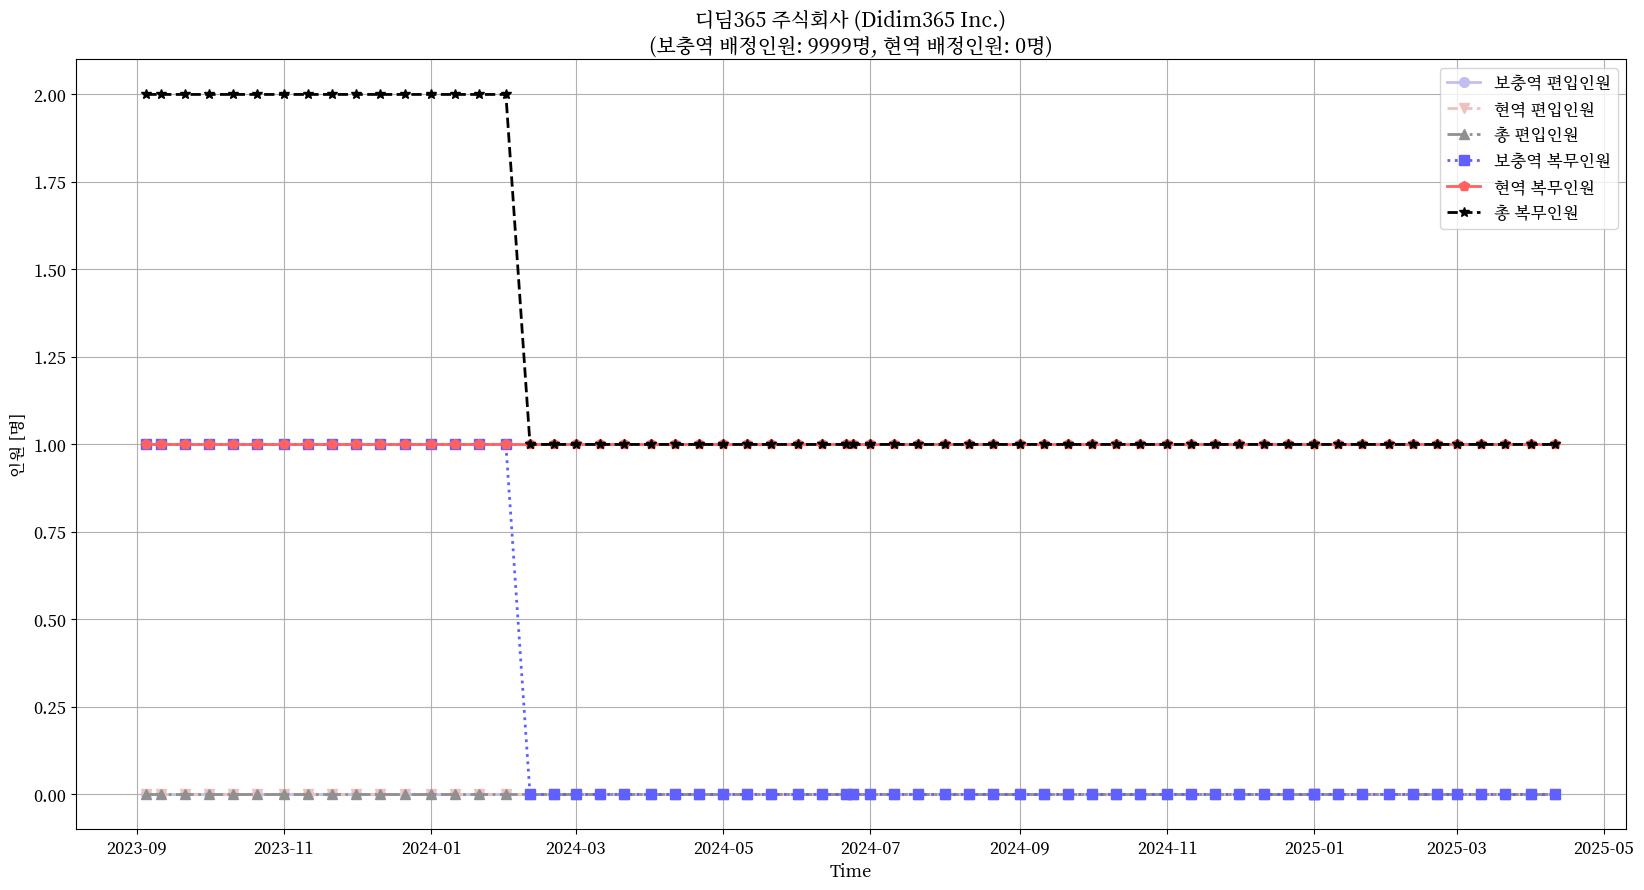 디딤365 주식회사 (Didim365 Inc.)
(보충역 배정인원: 9999명, 현역 배정인원: 0명)
보충역 편입인원
현역 편입인원
총 편입인원
보충역 복무인원
현역 복무인원
총 복무인원
인원 [명]
2.00
1.75
1.50
1.25
1.00
0.75
0.50
0.25
0.00
2023-09
2023-11
2024-01
2024-03
2024-05
2024-07
2024-09
2024-11
2025-01
2025-03
2025-05
Time